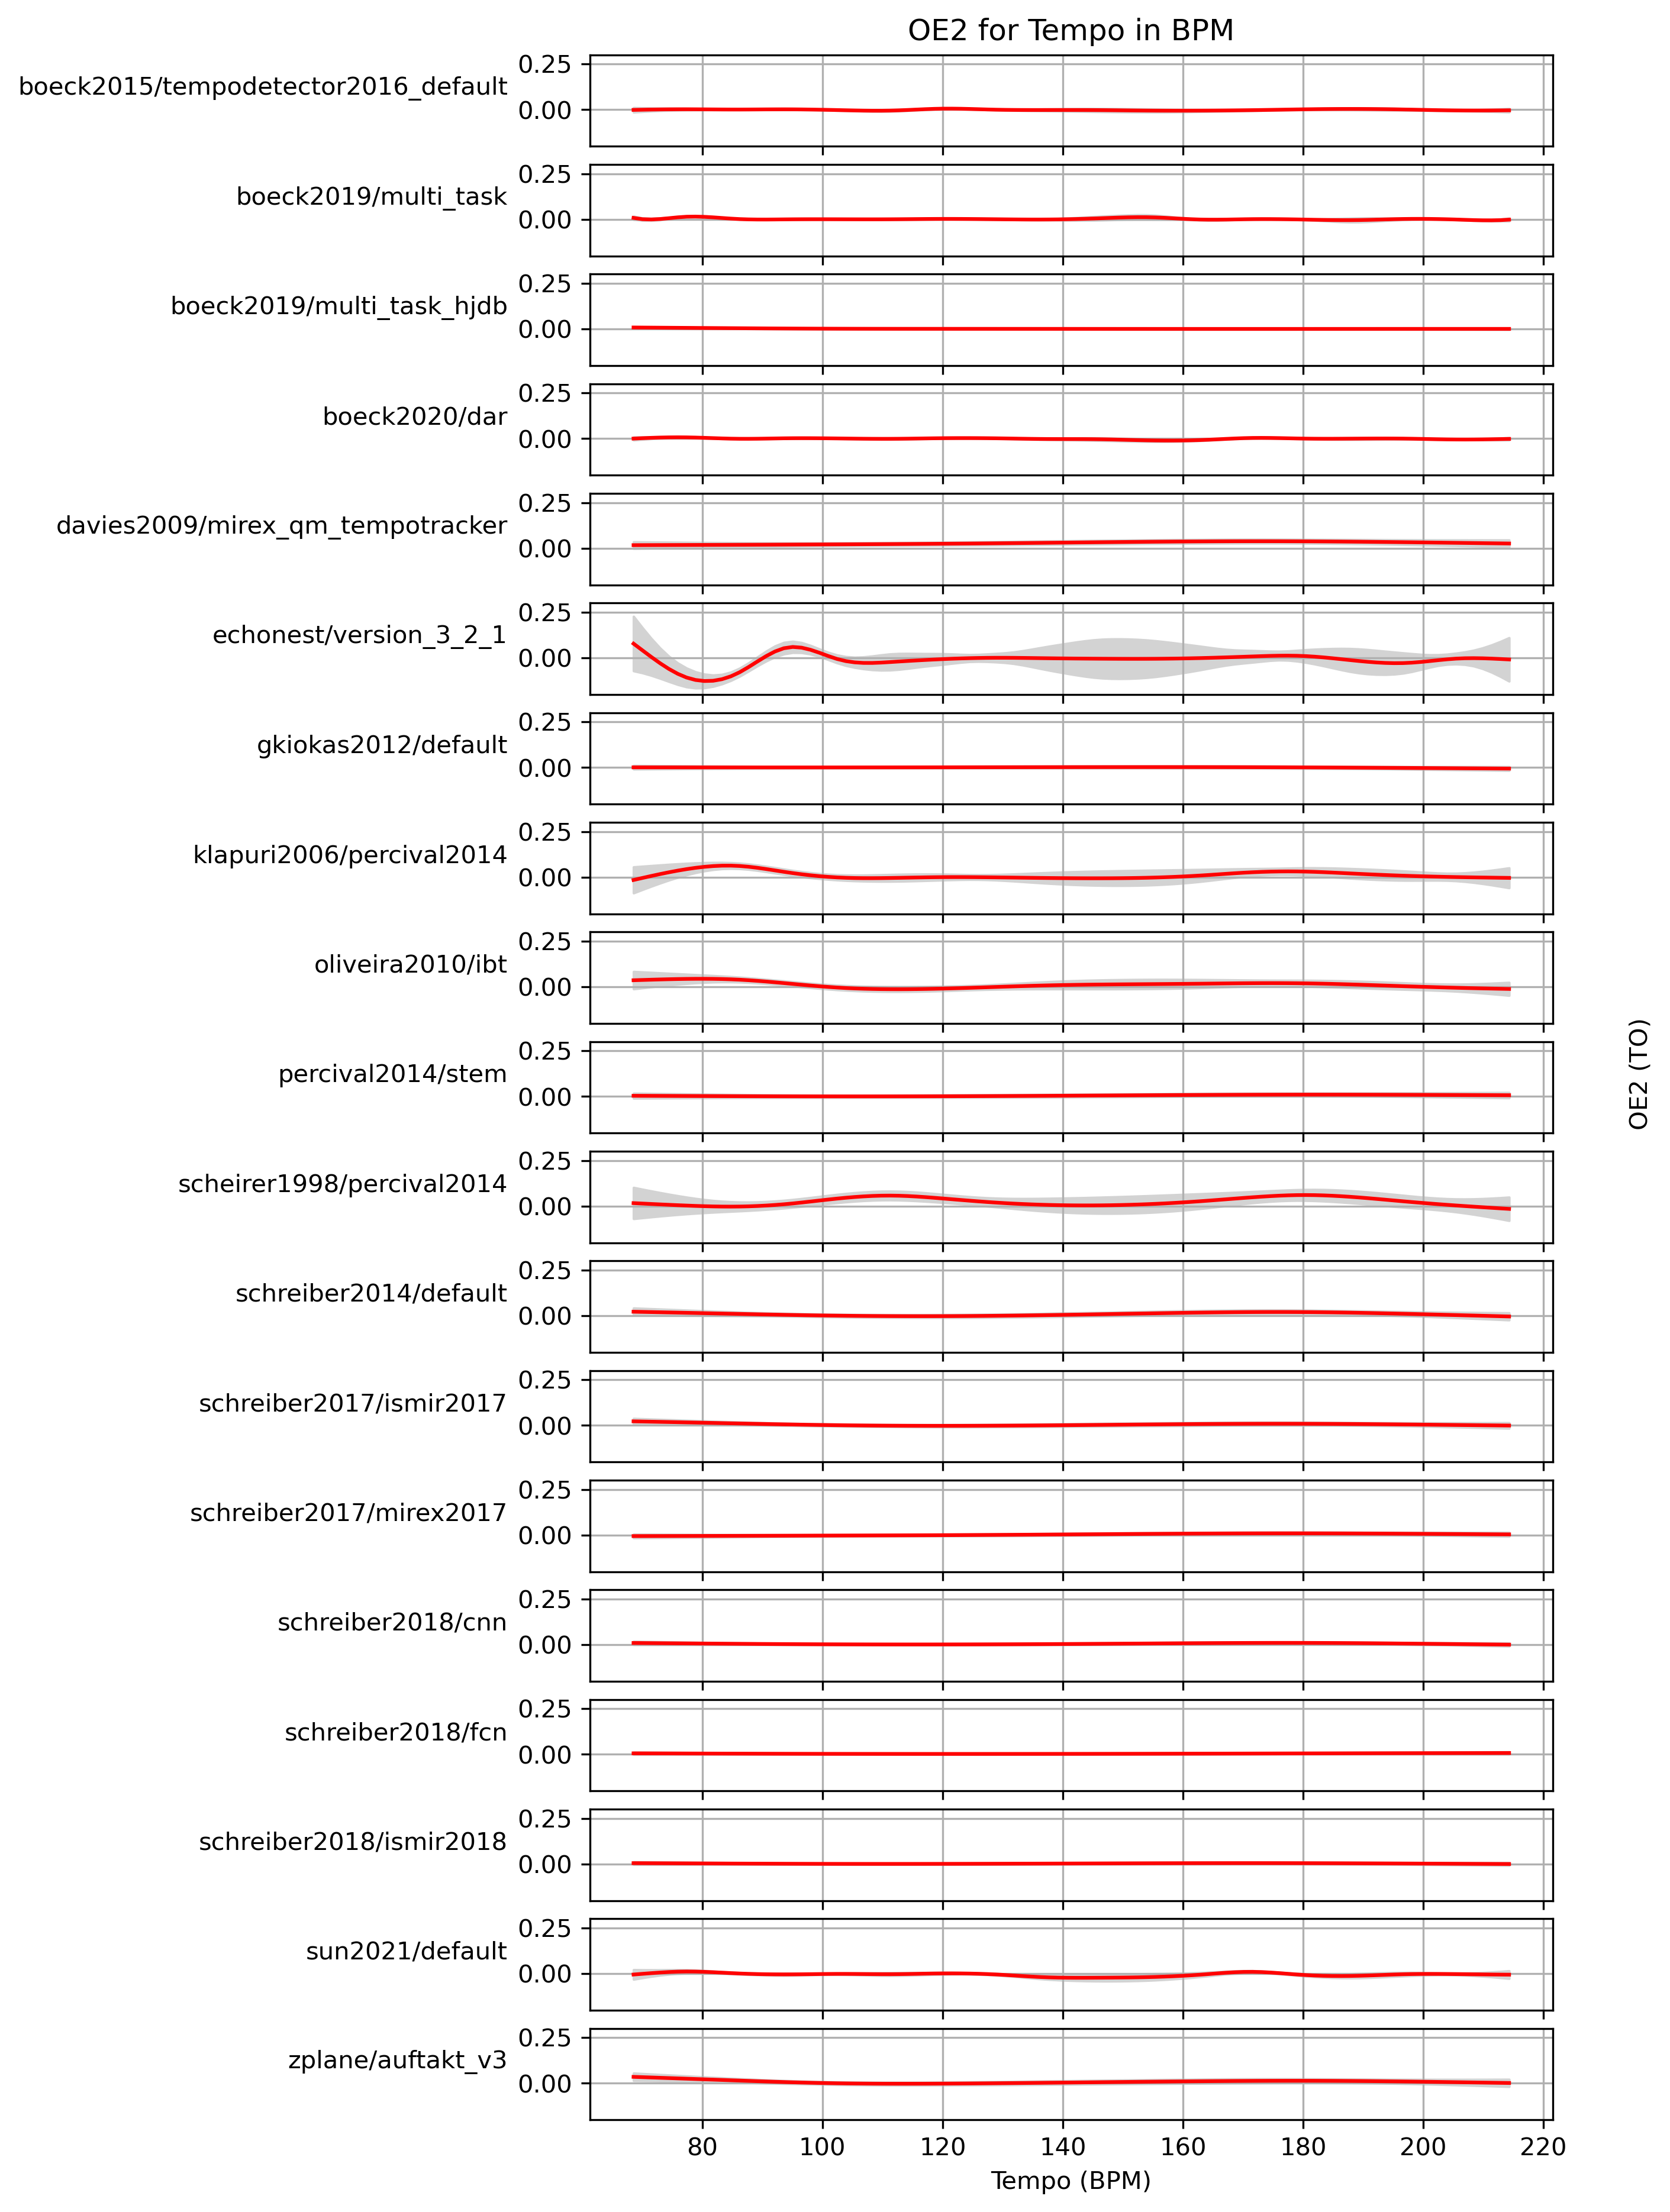 OE2 for Tempo in BPM
boeck2015/tempodetector2016_default
0.25
0.00
boeck2019/multi_task
0.25
0.00
boeck2019/multi_task_hjdb
0.25
0.00
boeck2020/dar
0.25
0.00
davies2009/mirex_qm_tempotracker
0.25
0.00
echonest/version_3_2_1
0.25
0.00
gkiokas2012/default
0.25
0.00
klapuri2006/percival2014
0.25
0.00
oliveira2010/ibt
0.25
0.00
percival2014/stem
0.25
0.00
scheirer1998/percival2014
0.25
0.00
schreiber2014/default
0.25
0.00
schreiber2017/ismir2017
0.25
0.00
schreiber2017/mirex2017
0.25
0.00
schreiber2018/cnn
0.25
0.00
schreiber2018/fcn
0.25
0.00
schreiber2018/ismir2018
0.25
0.00
sun2021/default
0.25
0.00
zplane/auftakt_v3
0.25
0.00
80 100 120 140 160 180 200 220
Tempo (BPM)
OE2 (TO)